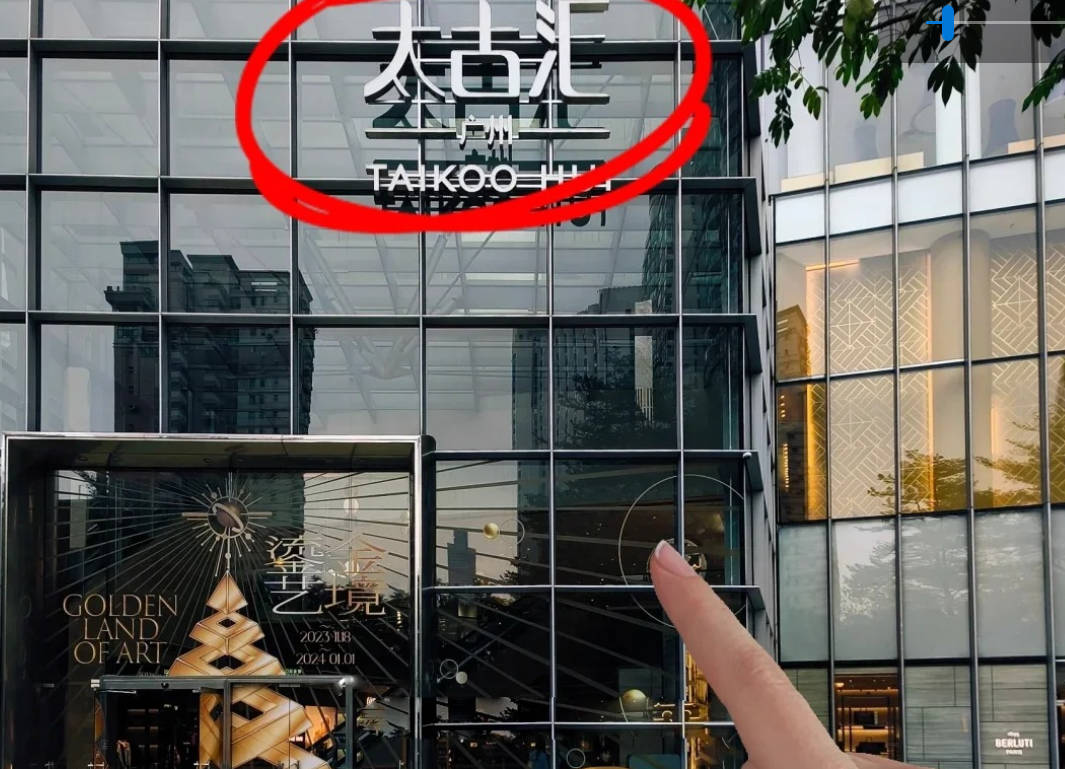 太古汇
广州
TAIKOO HUI
鎏金
艺境
GOLDEN
LAND
OF ART
2023.11.18
2024.01.01
BERLUTI
PARIS